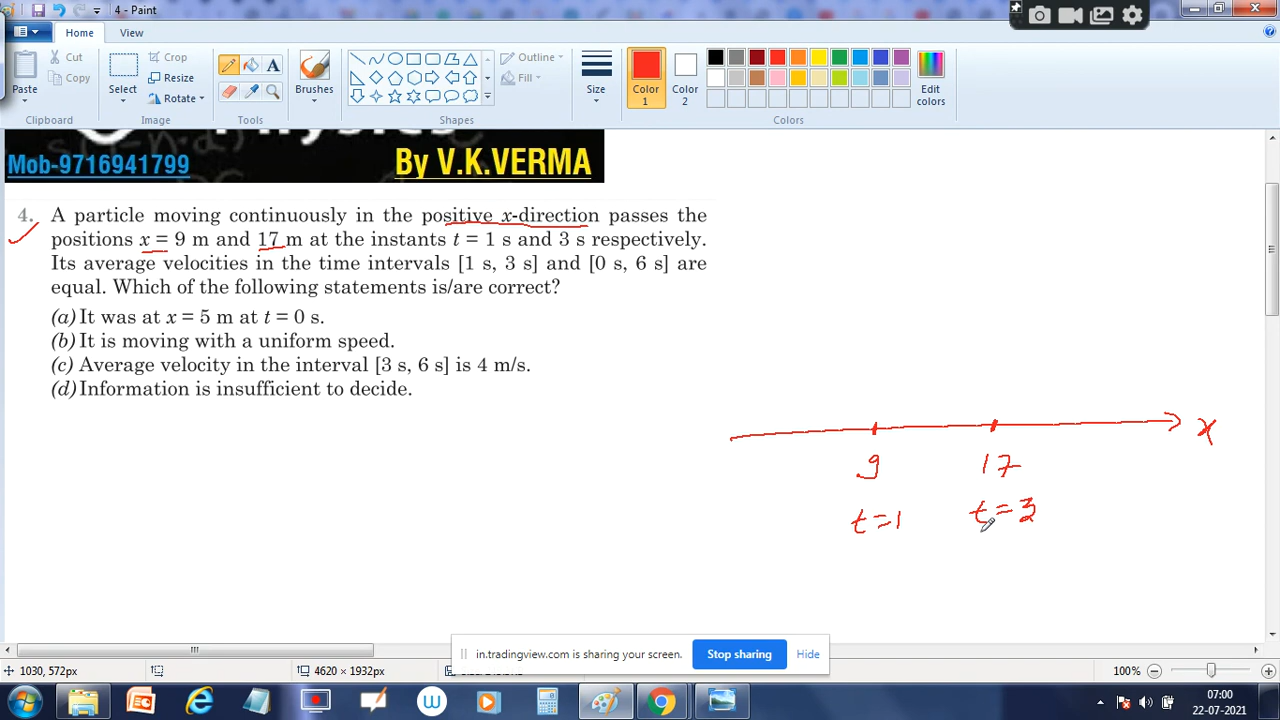 4 - Paint
Home
View
Paste
Cut
Copy
Clipboard
Select
Crop
Resize
Rotate
Image
Tools
Brushes
Shapes
Outline
Fill
Size
Color 1
Color 2
Edit colors
Colors
Physics
Mob-9716941799
By V.K.VERMA
4. A particle moving continuously in the positive x-direction passes the
positions x = 9 m and 17 m at the instants t = 1 s and 3 s respectively.
Its average velocities in the time intervals [1 s, 3 s] and [0 s, 6 s] are
equal. Which of the following statements is/are correct?
(a) It was at x = 5 m at t = 0 s.
(b) It is moving with a uniform speed.
(c) Average velocity in the interval [3 s, 6 s] is 4 m/s.
(d) Information is insufficient to decide.
x
9 17
t=1 t=3
in.tradingview.com is sharing your screen.
Stop sharing
Hide
1030, 572px
4620 × 1932px
100%
07:00
22-07-2021